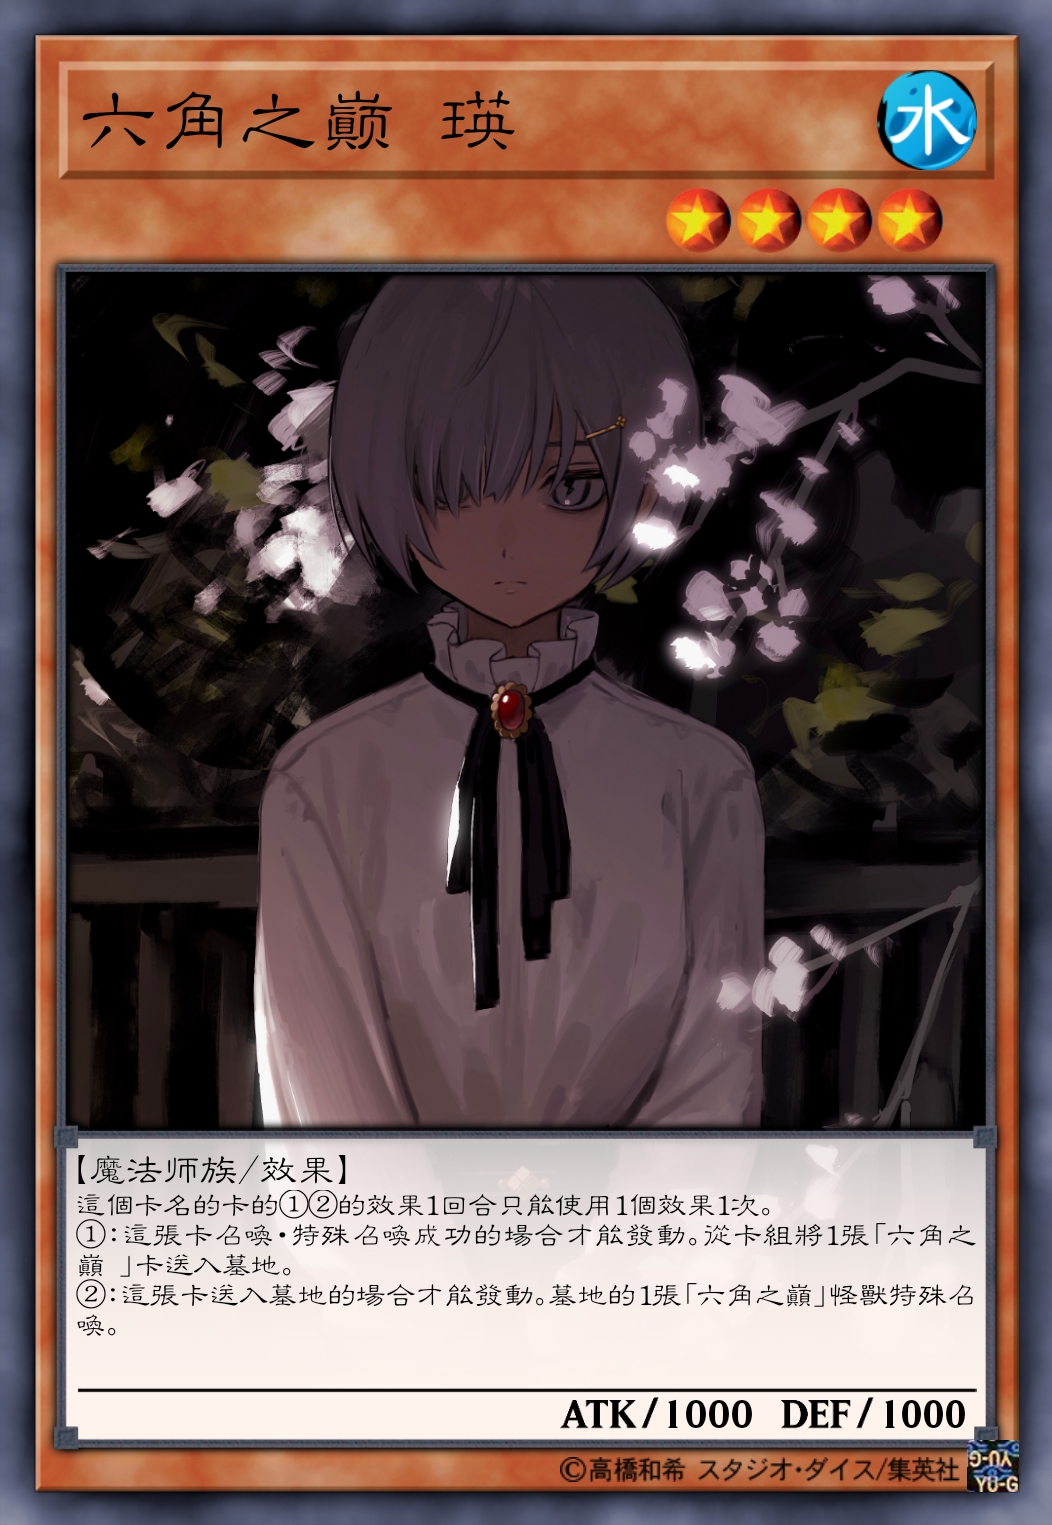 六角之巅 瑛
水
【魔法师族/效果】
這個卡名的卡的①②的效果1回合只能使用1個效果1次。
①:這張卡召喚·特殊召喚成功的場合才能發動。從卡組將1張「六角之
巔 」卡送入墓地。
②:這張卡送入墓地的場合才能發動。墓地的1張「六角之巔」怪獸特殊召
喚。
ATK/1000 DEF/1000
©高橋和希 スタジオ·ダイス/集英社
YU-G
YU-G